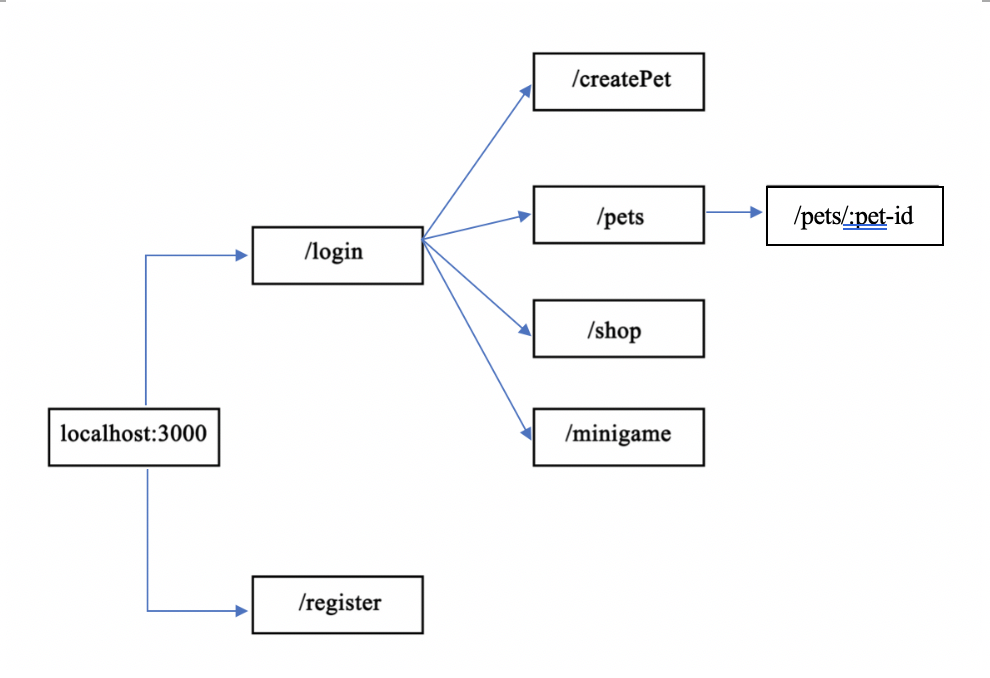 /createPet
/pets
/pets/:pet-id
/login
/shop
localhost:3000
/minigame
/register